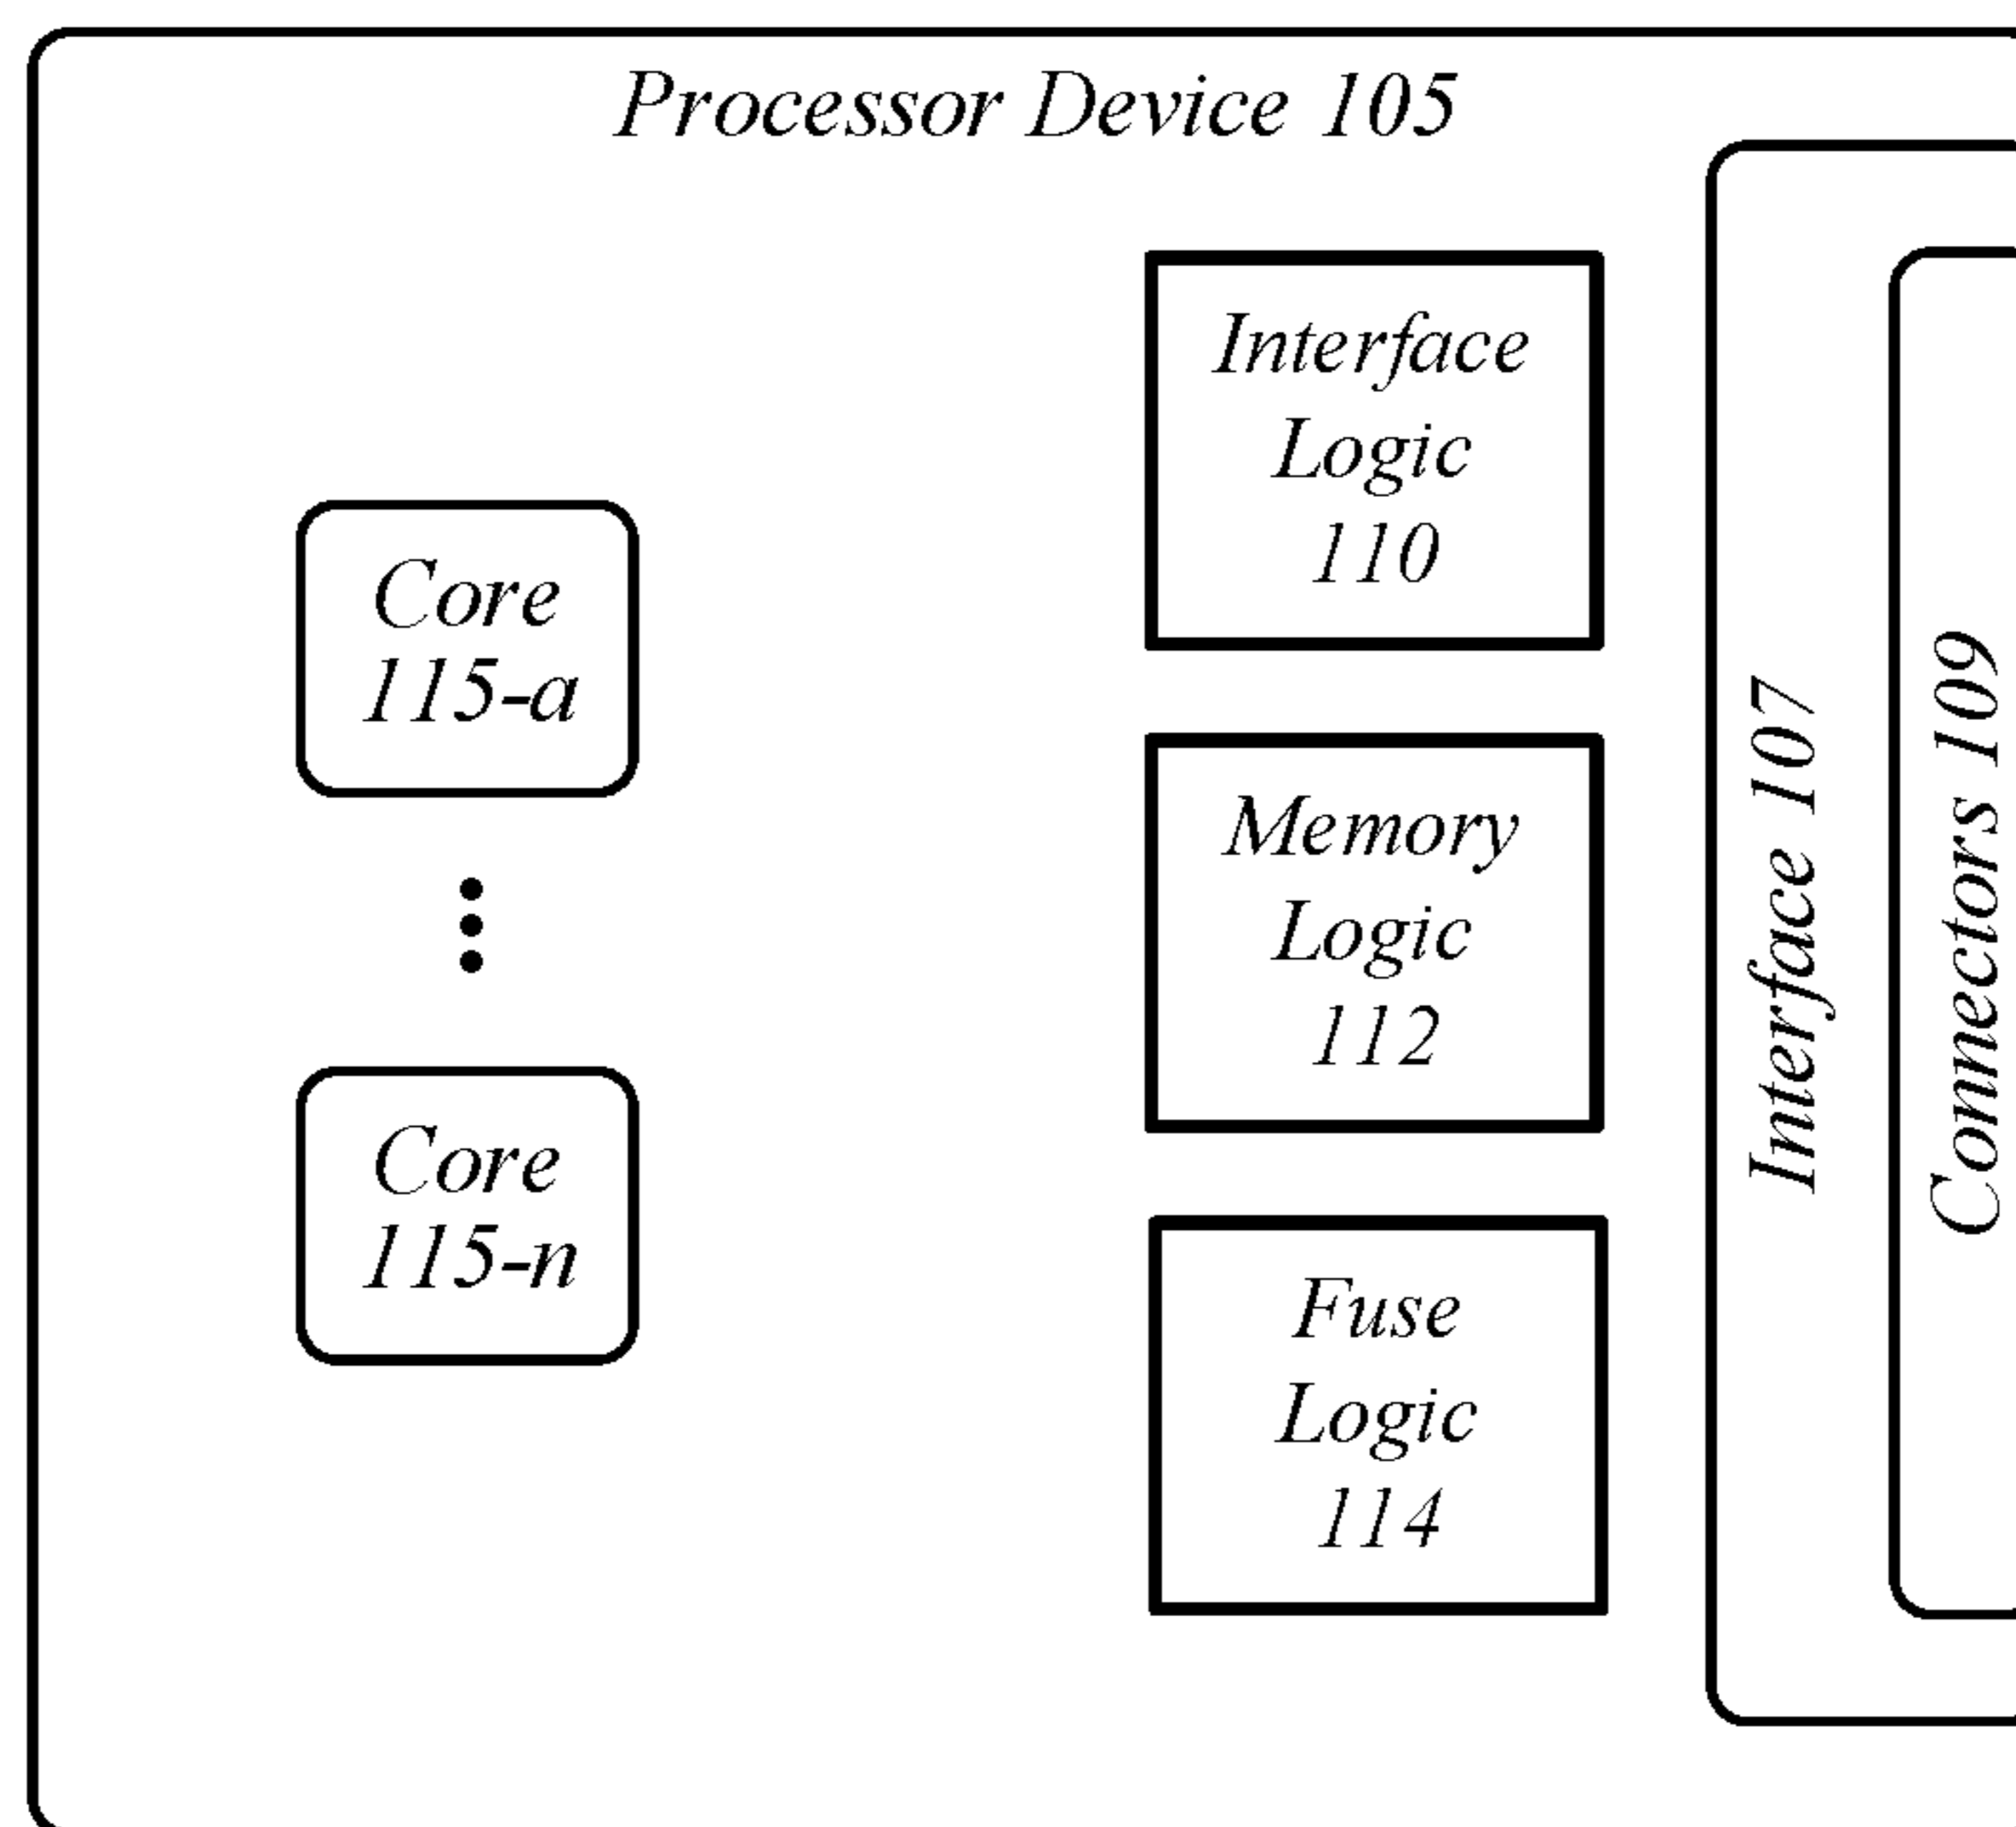 Processor Device 105
Core
115-a
Core
115-n
Interface
Logic
110
Memory
Logic
112
Fuse
Logic
114
Interface 107
Connectors 109